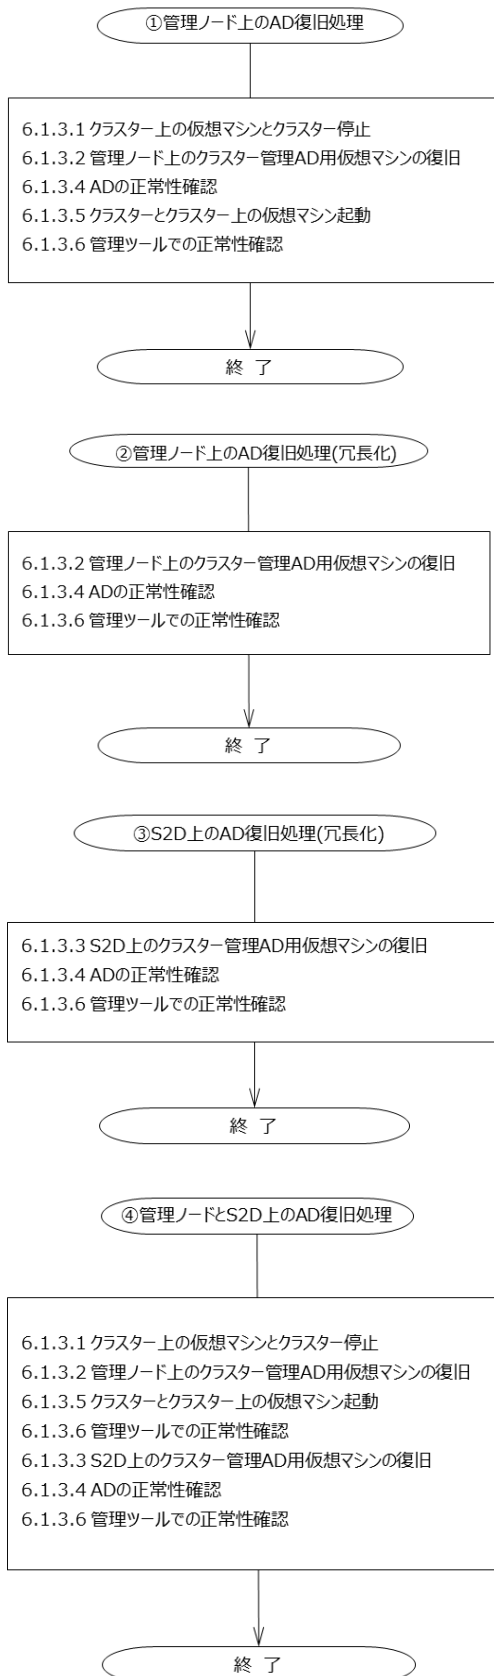 ①管理ノード上のAD復旧処理
6.1.3.1 クラスター上の仮想マシンとクラスター停止
6.1.3.2 管理ノード上のクラスター管理AD用仮想マシンの復旧
6.1.3.4 ADの正常性確認
6.1.3.5 クラスターとクラスター上の仮想マシン起動
6.1.3.6 管理ツールでの正常性確認
終 了
②管理ノード上のAD復旧処理(冗長化)
6.1.3.2 管理ノード上のクラスター管理AD用仮想マシンの復旧
6.1.3.4 ADの正常性確認
6.1.3.6 管理ツールでの正常性確認
終 了
③S2D上のAD復旧処理(冗長化)
6.1.3.3 S2D上のクラスター管理AD用仮想マシンの復旧
6.1.3.4 ADの正常性確認
6.1.3.6 管理ツールでの正常性確認
終 了
④管理ノードとS2D上のAD復旧処理
6.1.3.1 クラスター上の仮想マシンとクラスター停止
6.1.3.2 管理ノード上のクラスター管理AD用仮想マシンの復旧
6.1.3.5 クラスターとクラスター上の仮想マシン起動
6.1.3.6 管理ツールでの正常性確認
6.1.3.3 S2D上のクラスター管理AD用仮想マシンの復旧
6.1.3.4 ADの正常性確認
6.1.3.6 管理ツールでの正常性確認
終 了